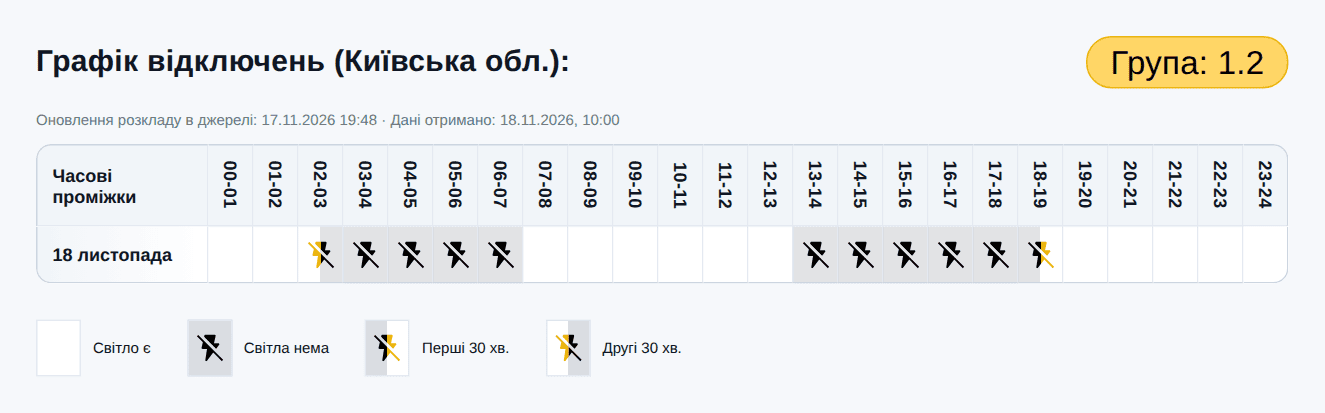 Графік відключень (Київська обл.):
Група: 1.2
Оновлення розкладу в джерелі: 17.11.2026 19:48 · Дані отримано: 18.11.2026, 10:00
Часові
проміжки
00-01
01-02
02-03
03-04
04-05
05-06
06-07
07-08
08-09
09-10
10-11
11-12
12-13
13-14
14-15
15-16
16-17
17-18
18-19
19-20
20-21
21-22
22-23
23-24
18 листопада
Світло є
Світла нема
Перші 30 хв.
Другі 30 хв.